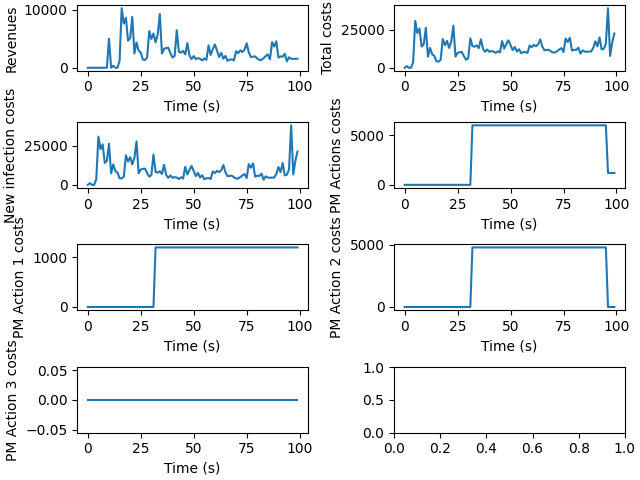 Revenues
10000
0
0 25 50 75 100
Time (s)
Total costs
25000
0
0 25 50 75 100
Time (s)
New infection costs
25000
0
0 25 50 75 100
Time (s)
PM Actions costs
5000
0
0 25 50 75 100
Time (s)
PM Action 1 costs
1000
0
0 25 50 75 100
Time (s)
PM Action 2 costs
5000
0
0 25 50 75 100
Time (s)
PM Action 3 costs
0.05
0.00
−0.05
0 25 50 75 100
Time (s)
1.0
0.5
0.0
0.0 0.2 0.4 0.6 0.8 1.0